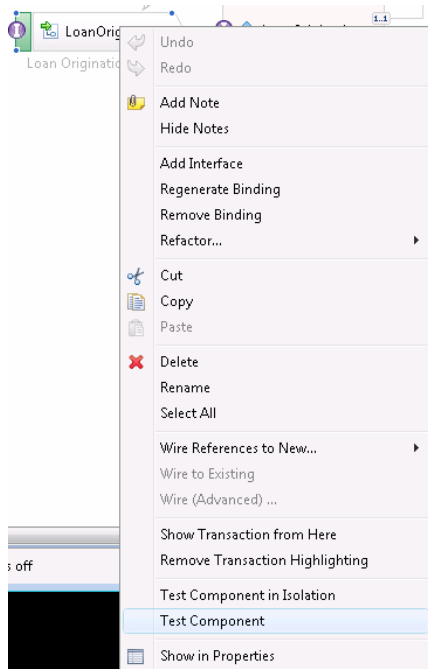 LoanOrig
1..1
Loan Originatio
Undo
Redo
Add Note
Hide Notes
Add Interface
Regenerate Binding
Remove Binding
Refactor...
Cut
Copy
Paste
Delete
Rename
Select All
Wire References to New...
Wire to Existing
Wire (Advanced) ...
Show Transaction from Here
s off
Remove Transaction Highlighting
Test Component in Isolation
Test Component
Show in Properties